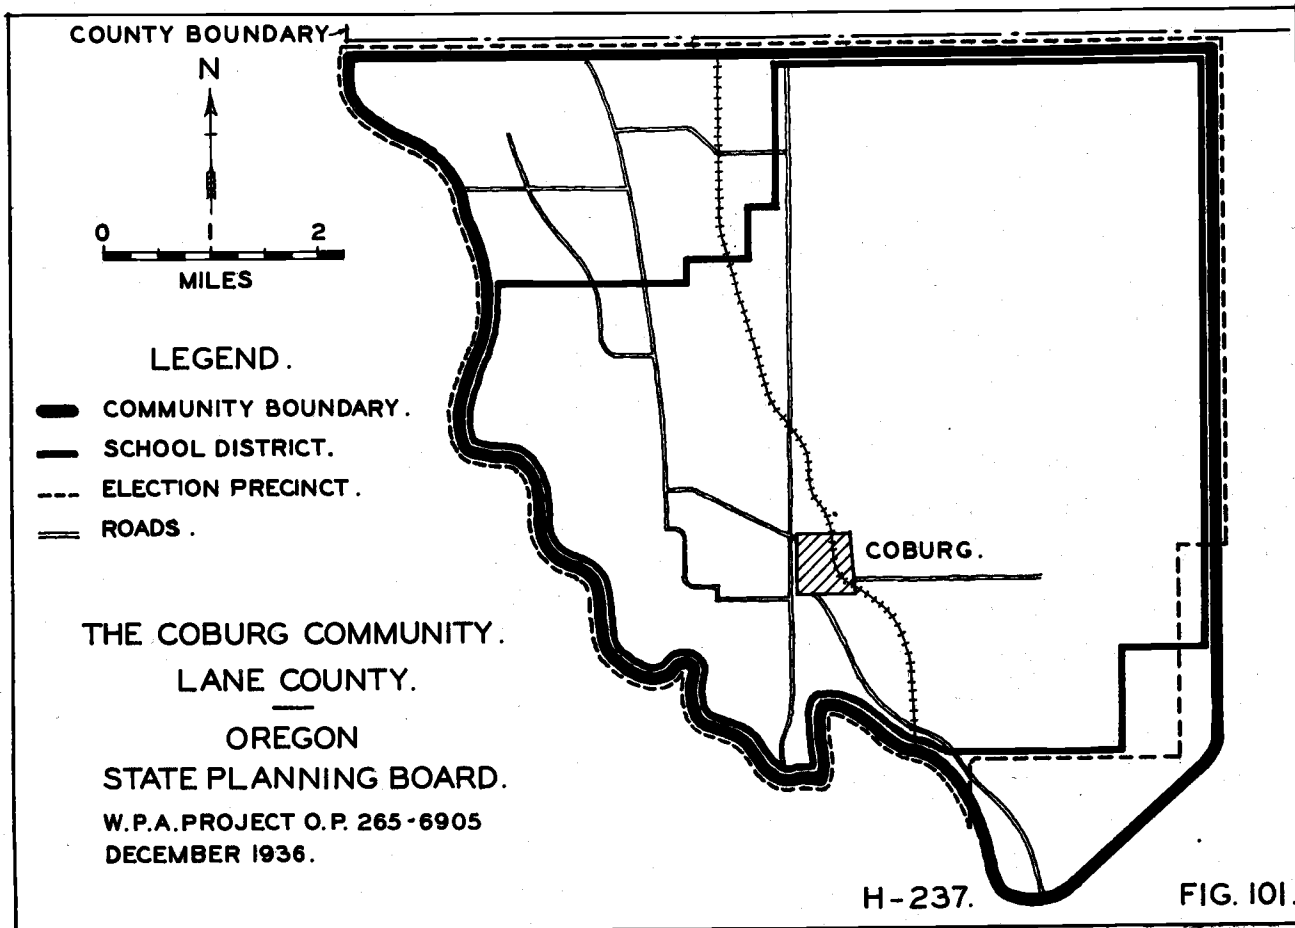 COUNTY BOUNDARY
N
0 1 2
MILES
LEGEND.
COMMUNITY BOUNDARY.
SCHOOL DISTRICT.
ELECTION PRECINCT.
ROADS.
COBURG.
THE COBURG COMMUNITY.
LANE COUNTY.
OREGON
STATE PLANNING BOARD.
W.P.A. PROJECT O.P. 265-6905
DECEMBER 1936.
H-237.
FIG. 101.